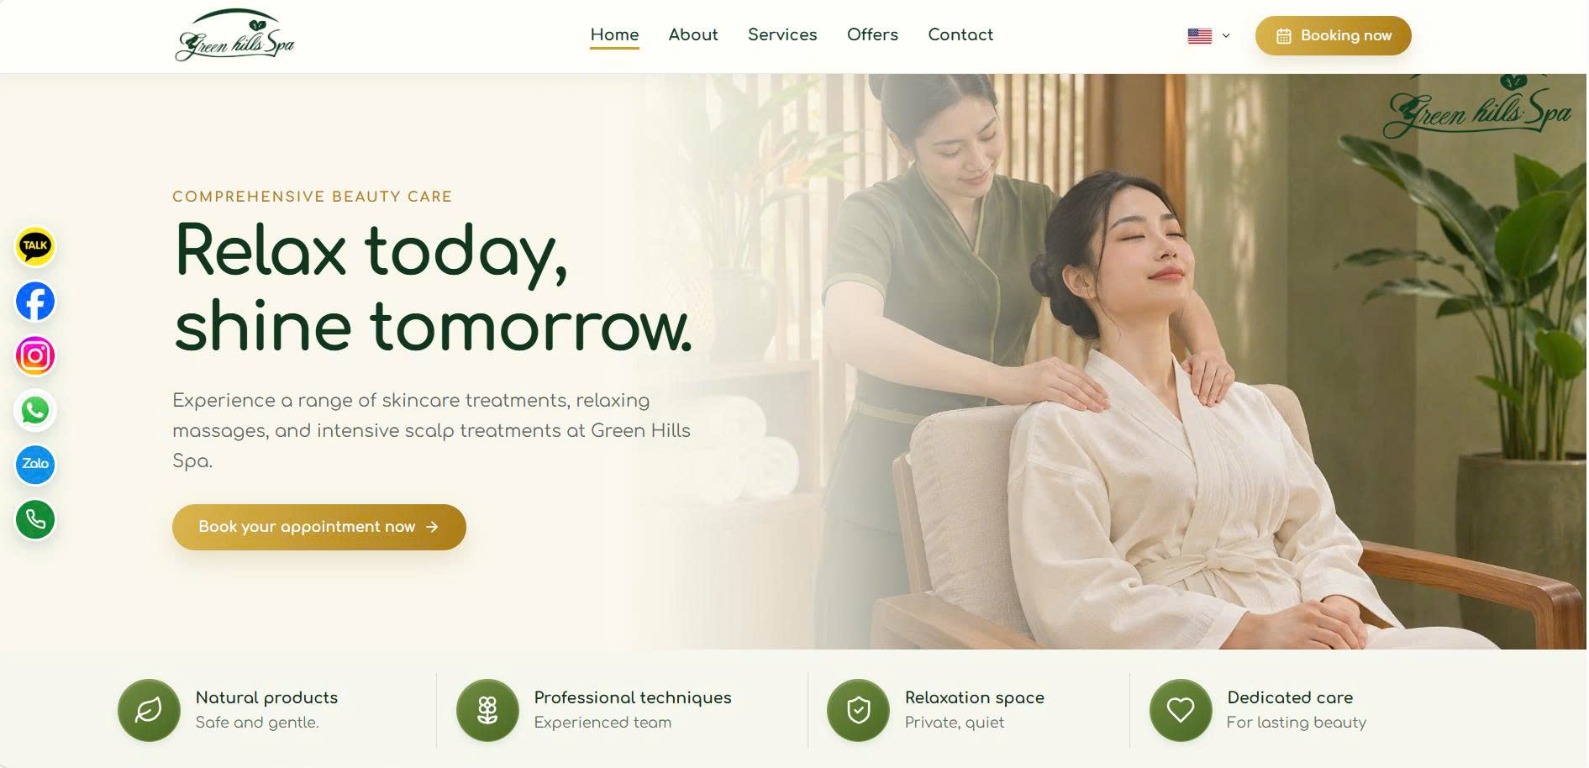 Green hills Spa
Home
About
Services
Offers
Contact
Booking now
Green hills Spa
COMPREHENSIVE BEAUTY CARE
Relax today,
shine tomorrow.
Experience a range of skincare treatments, relaxing
massages, and intensive scalp treatments at Green Hills
Spa.
Book your appointment now
TALK
Zalo
Natural products
Safe and gentle.
Professional techniques
Experienced team
Relaxation space
Private, quiet
Dedicated care
For lasting beauty